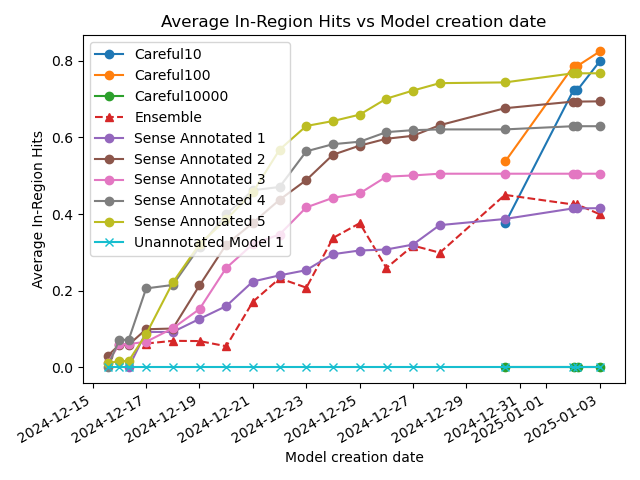 Average In-Region Hits vs Model creation date
Average In-Region Hits
0.8
0.6
0.4
0.2
0.0
Careful10
Careful100
Careful10000
Ensemble
Sense Annotated 1
Sense Annotated 2
Sense Annotated 3
Sense Annotated 4
Sense Annotated 5
Unannotated Model 1
2024-12-15
2024-12-17
2024-12-19
2024-12-21
2024-12-23
2024-12-25
2024-12-27
2024-12-29
2024-12-31
2025-01-01
2025-01-03
Model creation date